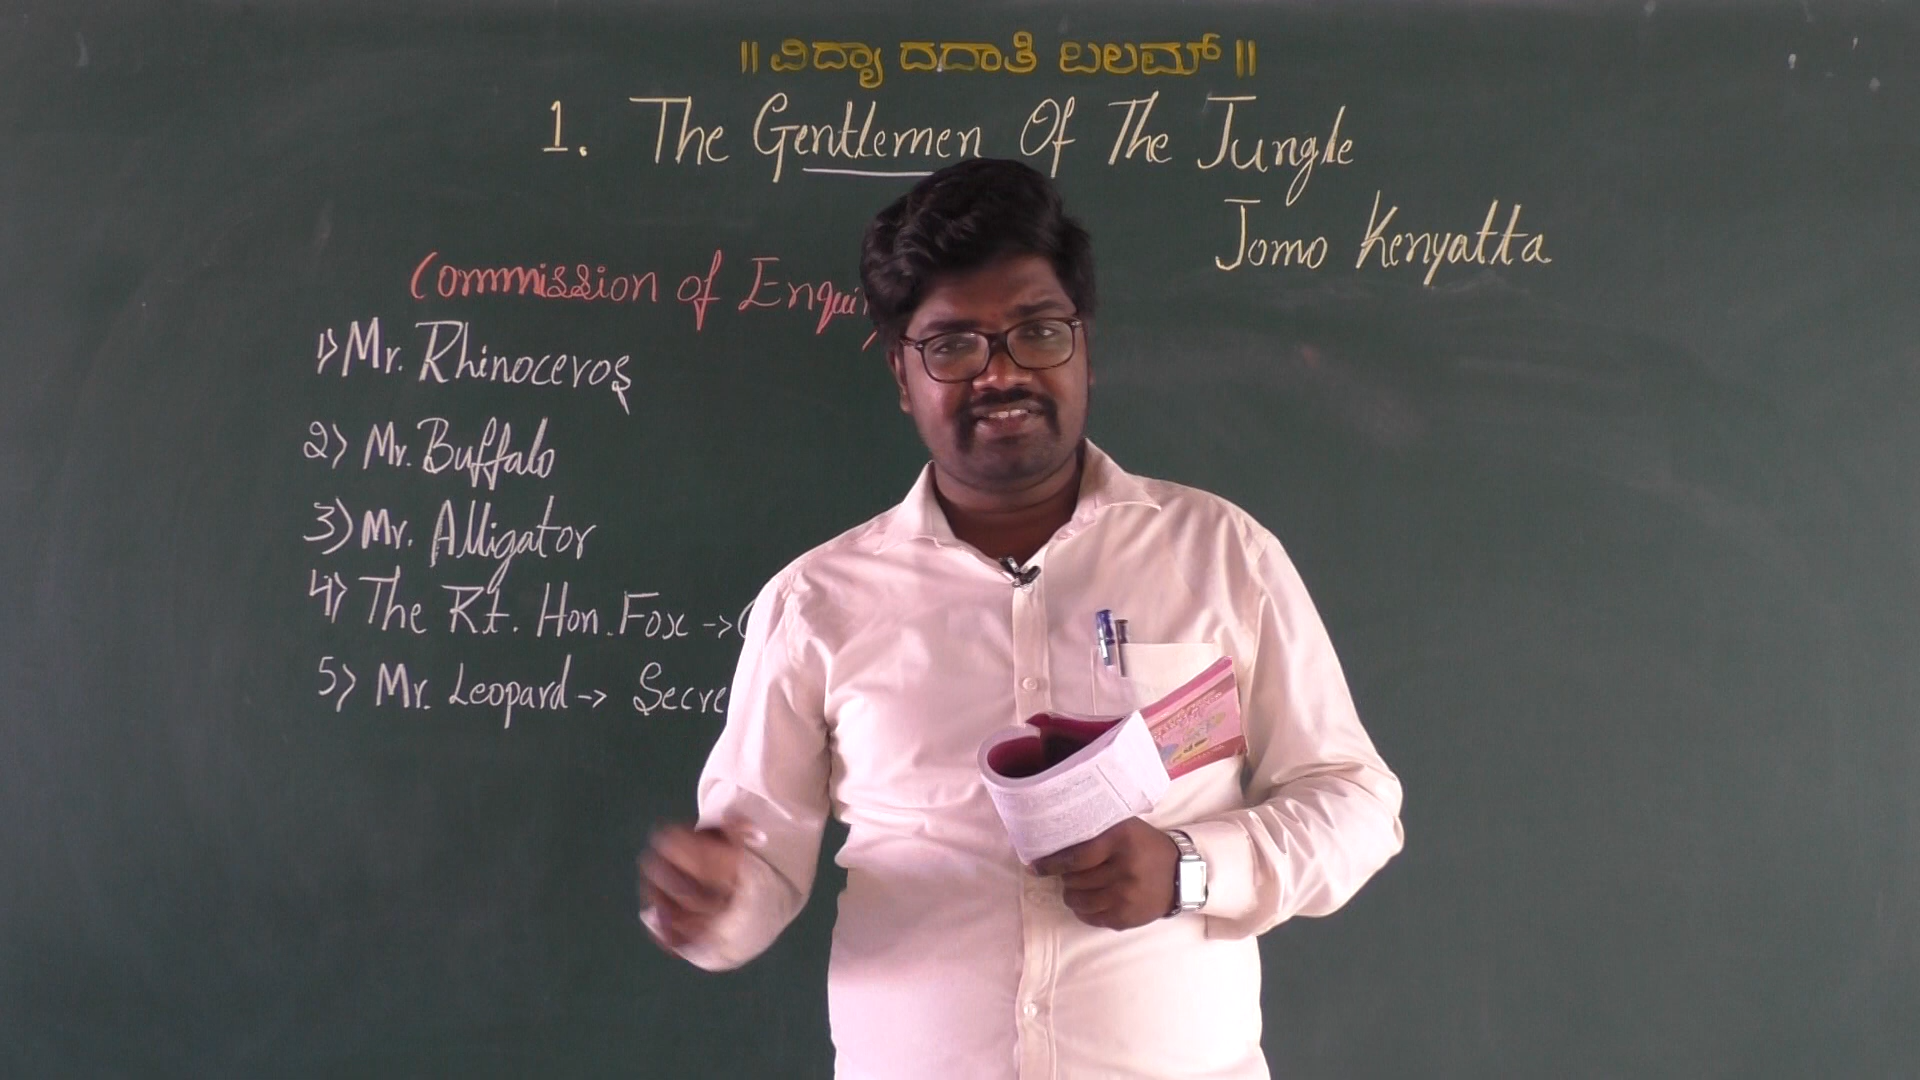 ॥ ವಿದ್ಯಾ ದದಾತಿ ಬಲಮ್ ॥
1. The Gentlemen Of The Jungle
Jomo Kenyatta
Commission of
1) Mr. Rhinoceros
2) Mr. Buffalo
3) Mr. Alligator
4) The Rt. Hon. Fox →
5) Mr. Leopard →